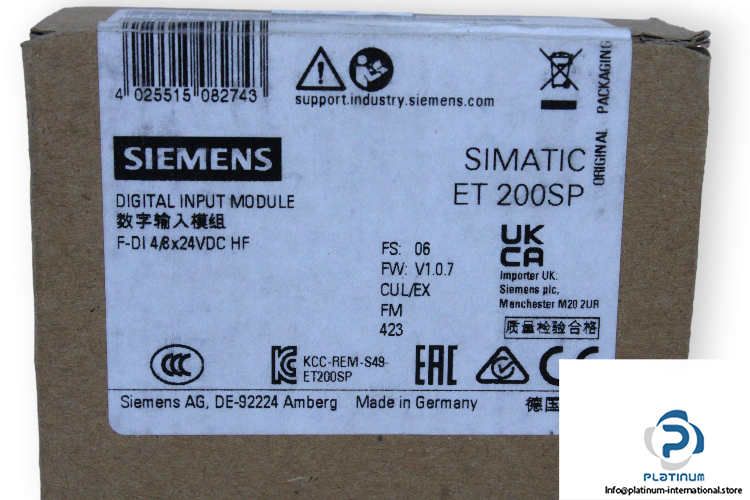 4 025515 082743
support.industry.siemens.com
ORIGINAL PACKAGING
SIEMENS
SIMATIC
ET 200SP
DIGITAL INPUT MODULE
数字输入模组
F-DI 4/8x24VDC HF
FS: 06
FW: V1.0.7
CUL/EX
FM
423
UK
CA
Importer UK:
Siemens plc,
Manchester M20 2UR
质量检验合格
CCC
KCC-REM-S49-
ET200SP
EAC
CE
Siemens AG, DE-92224 Amberg Made in Germany 德国
PLATINUM
Info@platinum-international.store